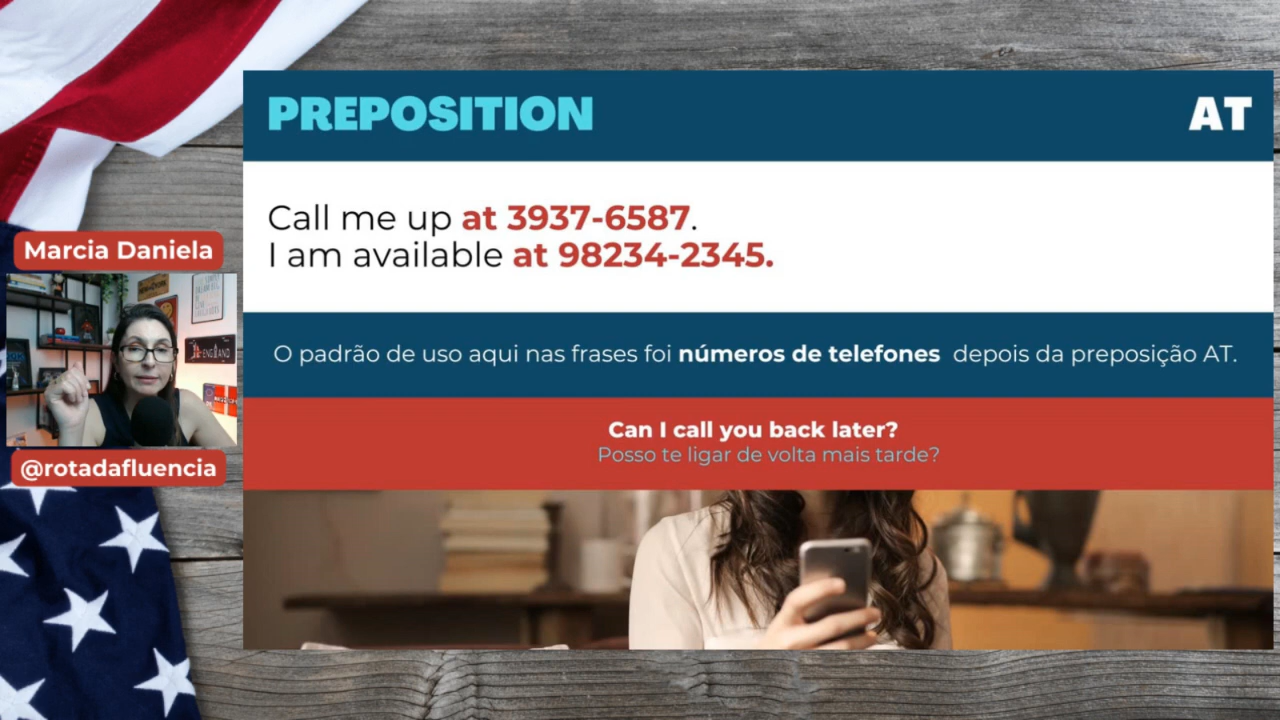 PREPOSITION
AT
Call me up at 3937-6587.
I am available at 98234-2345.
Marcia Daniela
@rotadafluencia
O padrão de uso aqui nas frases foi números de telefones depois da preposição AT.
Can I call you back later?
Posso te ligar de volta mais tarde?